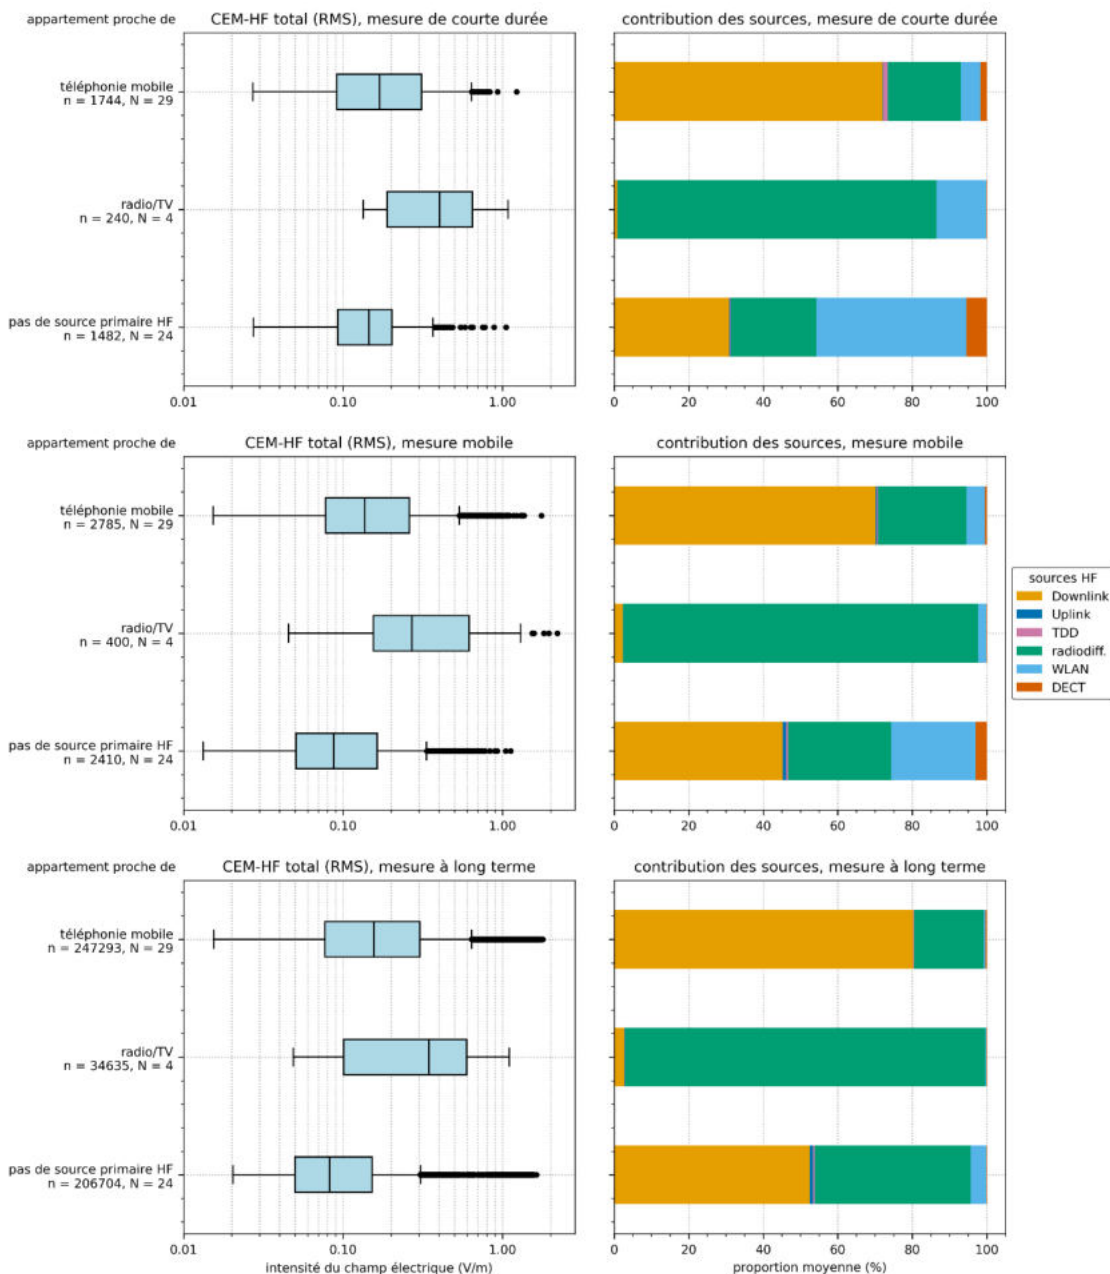 appartement proche de
CEM-HF total (RMS), mesure de courte durée
contribution des sources, mesure de courte durée
téléphonie mobile
n = 1744, N = 29
radio/TV
n = 240, N = 4
pas de source primaire HF
n = 1482, N = 24
0.01 0.10 1.00
0 20 40 60 80 100
appartement proche de
CEM-HF total (RMS), mesure mobile
contribution des sources, mesure mobile
téléphonie mobile
n = 2785, N = 29
radio/TV
n = 400, N = 4
pas de source primaire HF
n = 2410, N = 24
0.01 0.10 1.00
0 20 40 60 80 100
sources HF
Downlink
Uplink
TDD
radiodiff.
WLAN
DECT
appartement proche de
CEM-HF total (RMS), mesure à long terme
contribution des sources, mesure à long terme
téléphonie mobile
n = 247293, N = 29
radio/TV
n = 34635, N = 4
pas de source primaire HF
n = 206704, N = 24
0.01 0.10 1.00
intensité du champ électrique (V/m)
0 20 40 60 80 100
proportion moyenne (%)